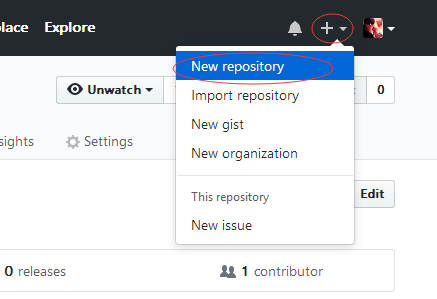 place Explore
New repository
Unwatch 0
Import repository
New gist
New organization
sights Settings
This repository
Edit
New issue
0 releases 1 contributor